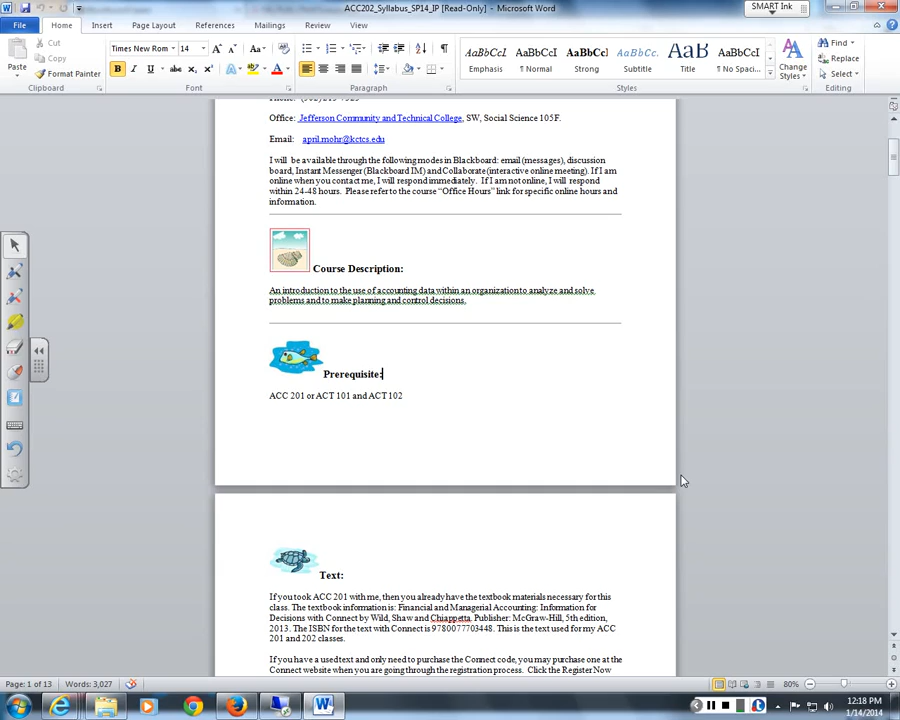 ACC202_Syllabus_SP14_JP [Read-Only] - Microsoft Word
SMART Ink
File Home Insert Page Layout References Mailings Review View
Paste
Cut
Copy
Format Painter
Clipboard
Times New Rom 14
Font
Paragraph
AaBbCcI AaBbCcI AaBbCcI AaBbCcI AaB AaBbCcI
Emphasis ¶ Normal Strong Subtitle Title ¶ No Spaci...
Change Styles
Styles
Find
Replace
Select
Editing
Office: Jefferson Community and Technical College, SW, Social Science 105F.
Email: april.mohr@kctcs.edu
I will be available through the following modes in Blackboard: email (messages), discussion
board, Instant Messenger (Blackboard IM) and Collaborate (interactive online meeting). If I am
online when you contact me, I will respond immediately. If I am not online, I will respond
within 24-48 hours. Please refer to the course “Office Hours” link for specific online hours and
information.
Course Description:
An introduction to the use of accounting data within an organization to analyze and solve
problems and to make planning and control decisions.
Prerequisite:
ACC 201 or ACT 101 and ACT 102
Text:
If you took ACC 201 with me, then you already have the textbook materials necessary for this
class. The textbook information is: Financial and Managerial Accounting: Information for
Decisions with Connect by Wild, Shaw and Chiappetta. Publisher: McGraw-Hill, 5th edition,
2013. The ISBN for the text with Connect is 9780077703448. This is the text used for my ACC
201 and 202 classes.
If you have a used text and only need to purchase the Connect code, you may purchase one at the
Connect website when you are going through the registration process. Click the Register Now
Page: 1 of 13 Words: 3,027
80%
12:18 PM
1/14/2014